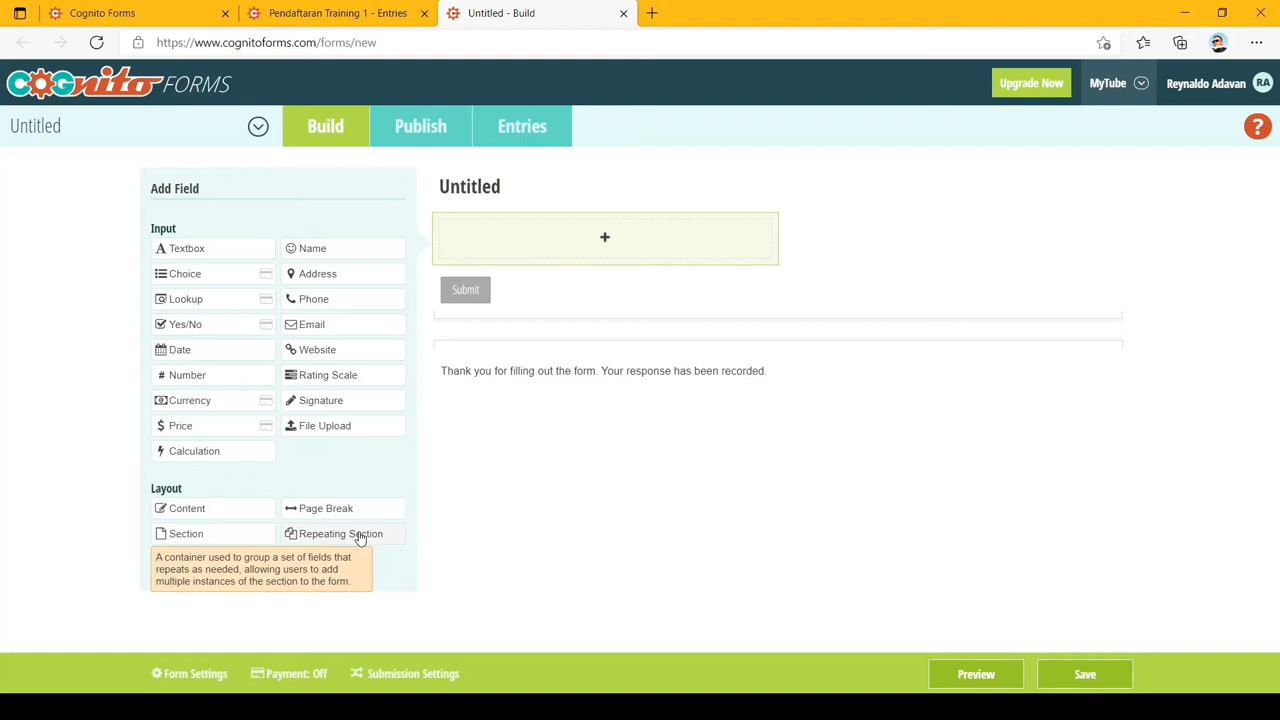 Cognito Forms
Pendaftaran Training 1 - Entries
Untitled - Build
https://www.cognitoforms.com/forms/new
COGNITO FORMS
Upgrade Now
MyTube
Reynaldo Adavan
RA
Untitled
Build
Publish
Entries
?
Add Field
Input
Textbox
Name
Choice
Address
Lookup
Phone
Yes/No
Email
Date
Website
Number
Rating Scale
Currency
Signature
Price
File Upload
Calculation
Layout
Content
Page Break
Section
Repeating Section
A container used to group a set of fields that
repeats as needed, allowing users to add
multiple instances of the section to the form.
Untitled
+
Submit
Thank you for filling out the form. Your response has been recorded.
Form Settings
Payment: Off
Submission Settings
Preview
Save